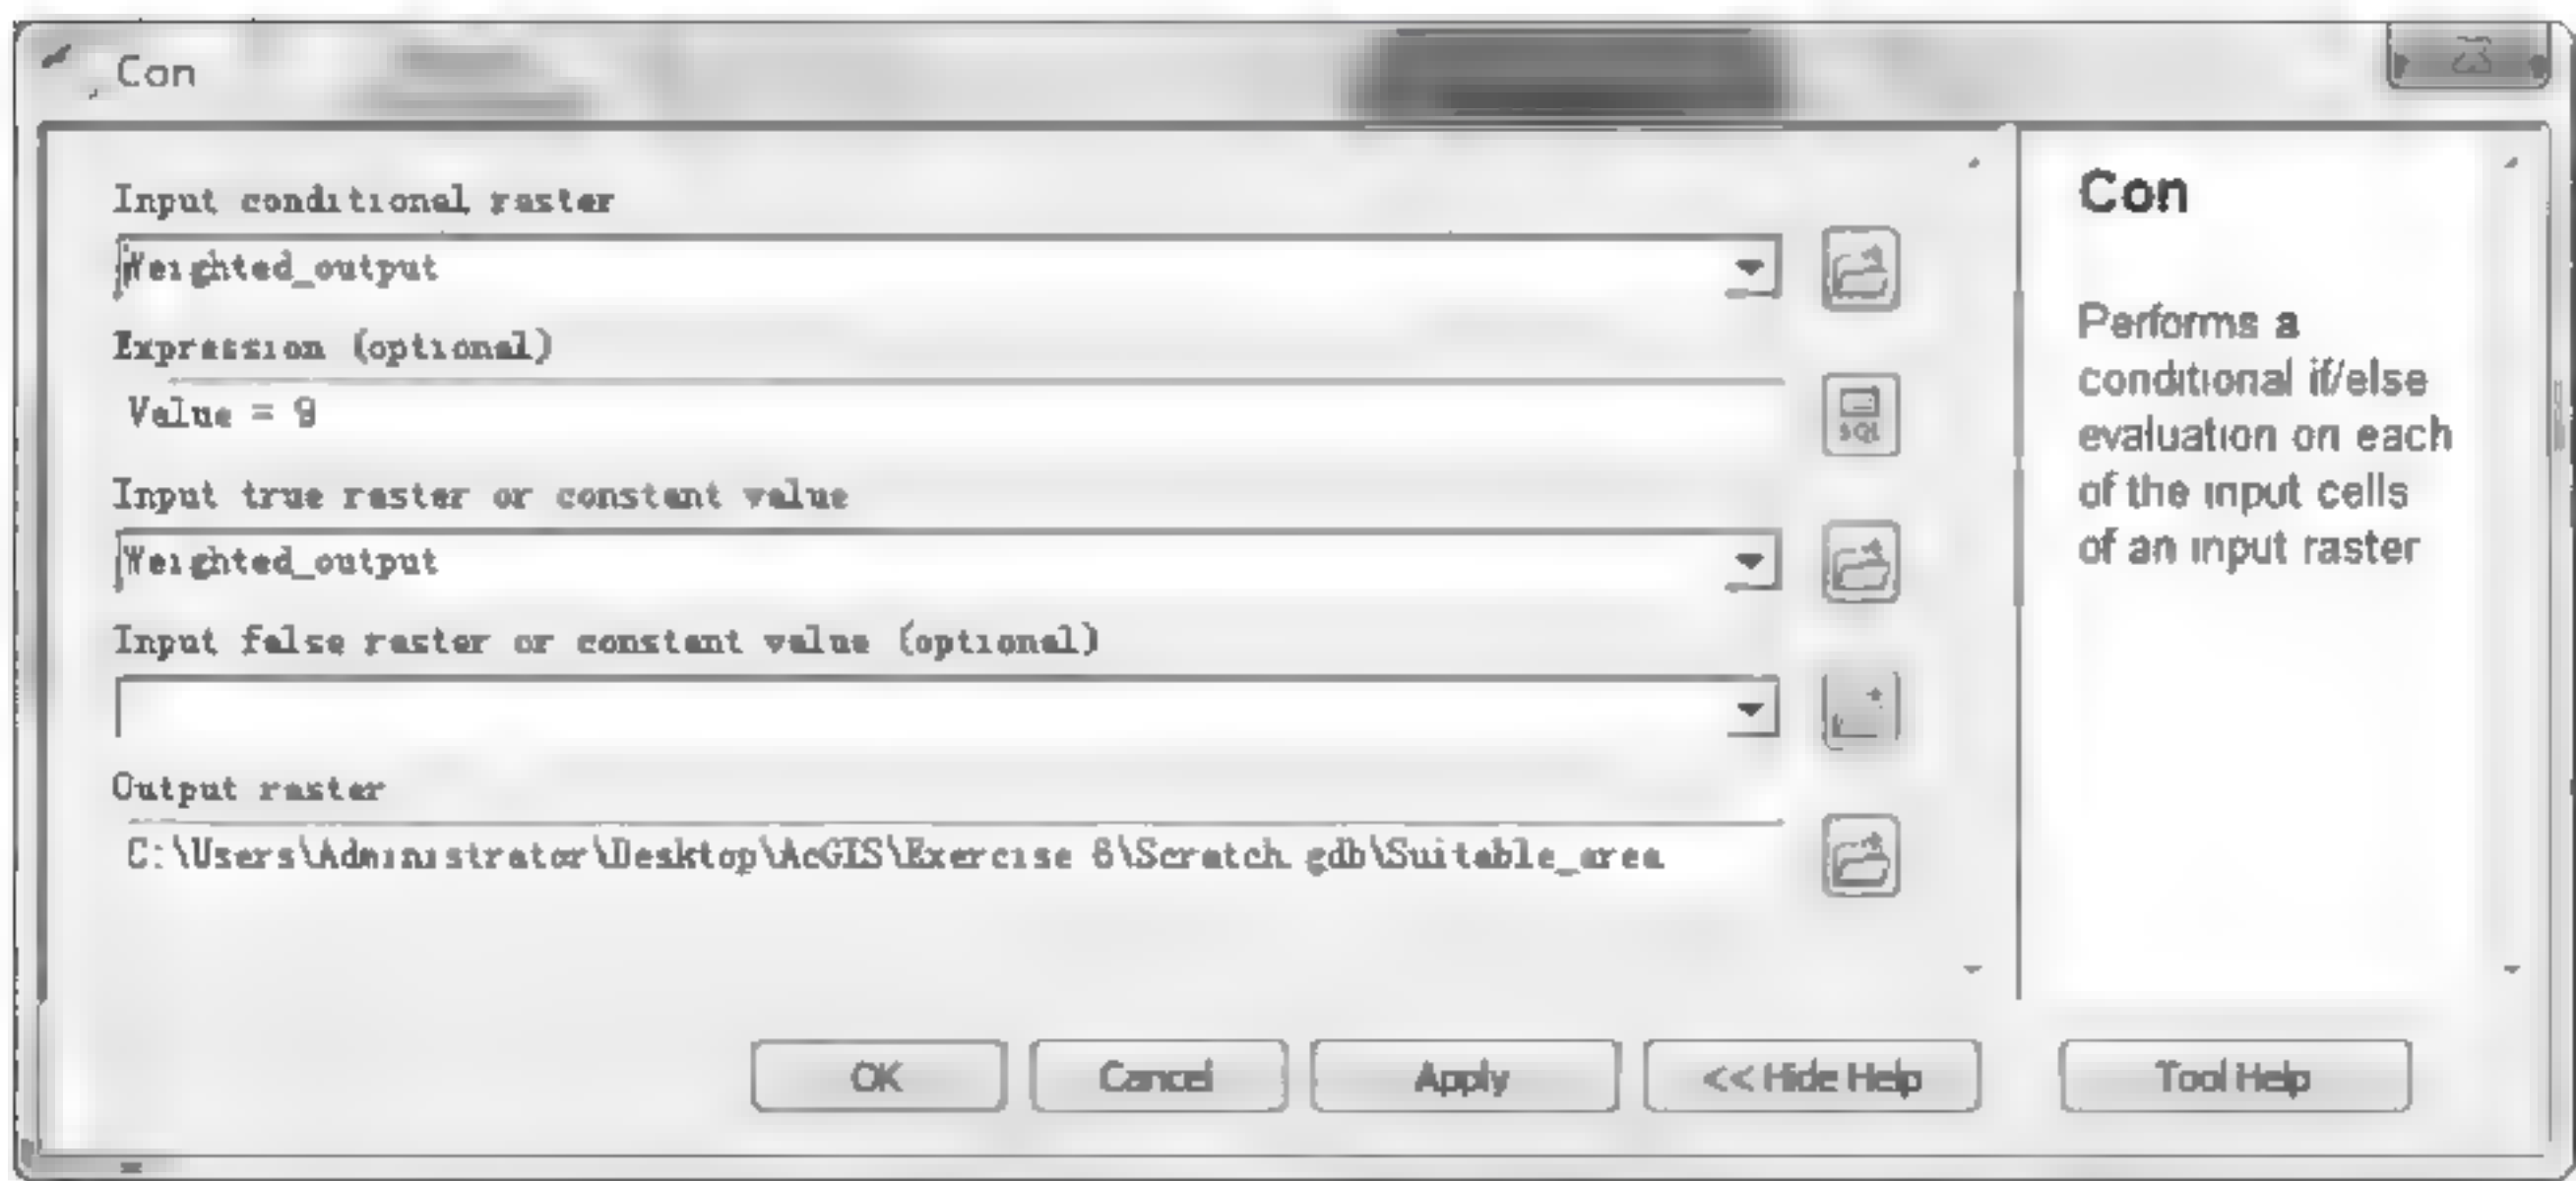 Con
Input conditional raster
Weighted_output
Expression (optional)
Value = 9
SQL
Input true raster or constant value
Weighted_output
Input false raster or constant value (optional)
Output raster
C:\Users\Administrator\Desktop\AcGIS\Exercise 8\Scratch.gdb\Suitable_area
OK
Cancel
Apply
<< Hide Help
Con
Performs a
conditional if/else
evaluation on each
of the input cells
of an input raster
Tool Help